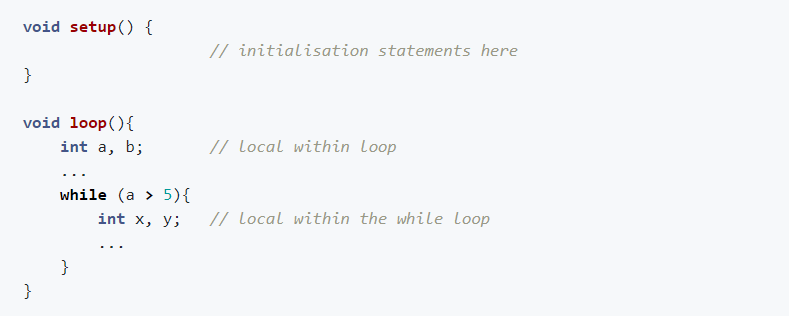 void setup() {
                    // initialisation statements here
}

void loop(){
    int a, b;       // local within loop
    ...
    while (a > 5){
        int x, y;   // local within the while loop
        ...
    }
}